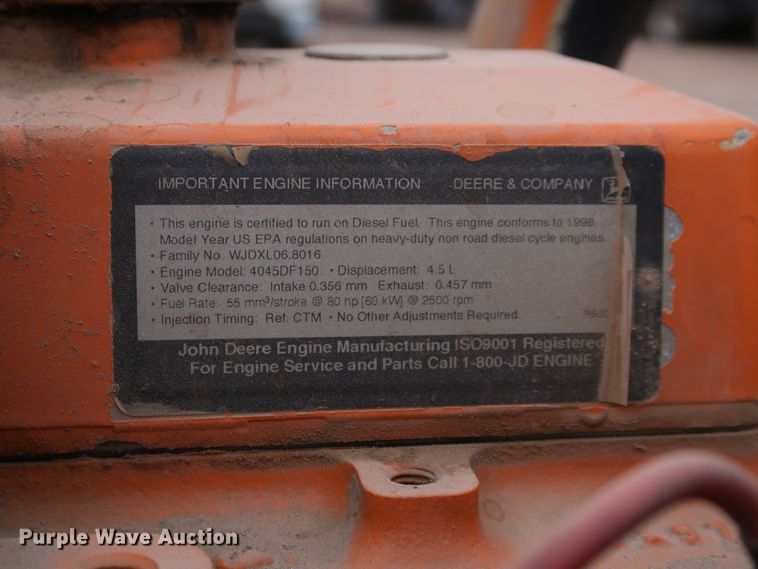 IMPORTANT ENGINE INFORMATION DEERE & COMPANY
• This engine is certified to run on Diesel Fuel. This engine conforms to 1998
Model Year US EPA regulations on heavy-duty non road diesel cycle engines.
• Family No. WJDXL06.8016
• Engine Model: 4045DF150 • Displacement: 4.5 L
• Valve Clearance: Intake 0.356 mm Exhaust: 0.457 mm
• Fuel Rate: 55 mm³/stroke @ 80 hp [60 kW] @ 2500 rpm
• Injection Timing: Ref. CTM • No Other Adjustments Required.
John Deere Engine Manufacturing ISO9001 Registered
For Engine Service and Parts Call 1-800-JD ENGINE
Purple Wave Auction